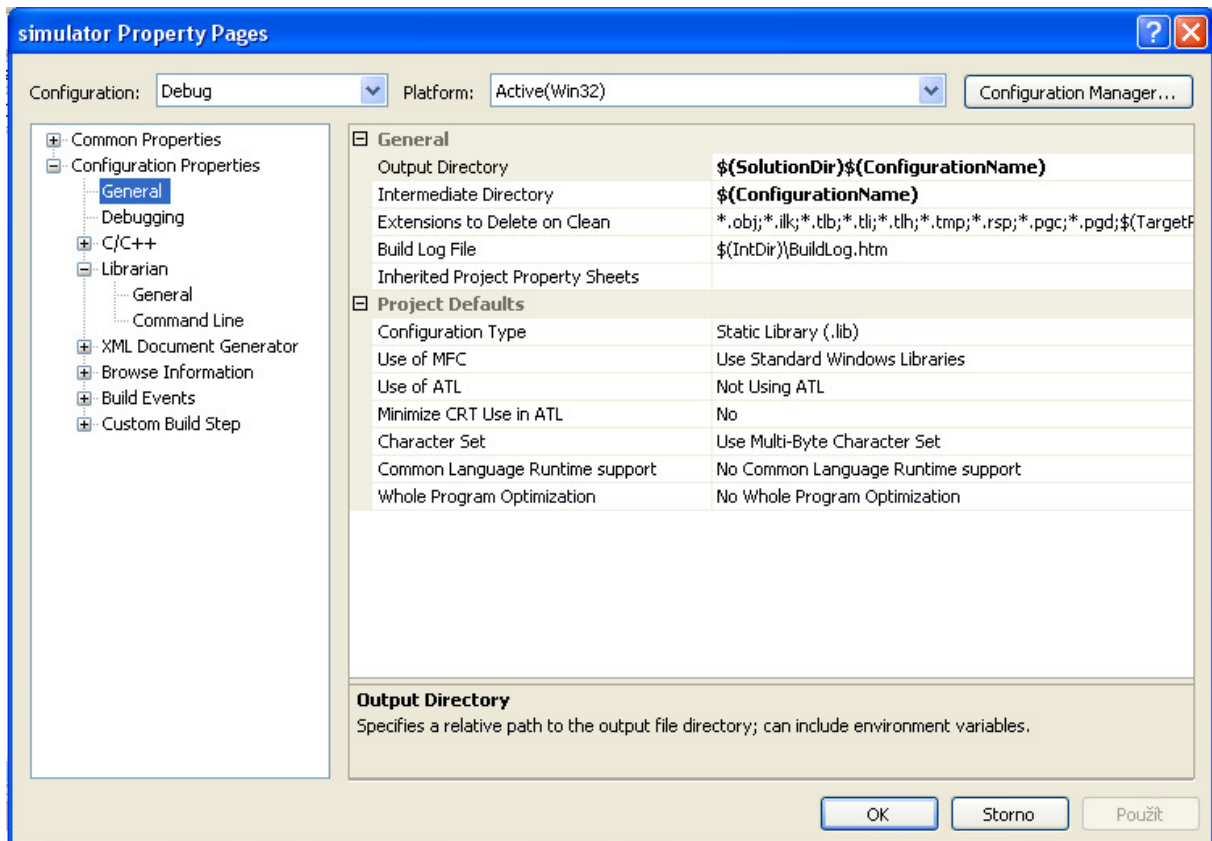 simulator Property Pages
Configuration: Debug Platform: Active(Win32) Configuration Manager...
Common Properties
Configuration Properties
General
Debugging
C/C++
Librarian
General
Command Line
XML Document Generator
Browse Information
Build Events
Custom Build Step
General
Output Directory $(SolutionDir)$(ConfigurationName)
Intermediate Directory $(ConfigurationName)
Extensions to Delete on Clean *.obj;*.ilk;*.tlb;*.tli;*.tlh;*.tmp;*.rsp;*.pgc;*.pgd;$(TargetP
Build Log File $(IntDir)\BuildLog.htm
Inherited Project Property Sheets
Project Defaults
Configuration Type Static Library (.lib)
Use of MFC Use Standard Windows Libraries
Use of ATL Not Using ATL
Minimize CRT Use in ATL No
Character Set Use Multi-Byte Character Set
Common Language Runtime support No Common Language Runtime support
Whole Program Optimization No Whole Program Optimization
Output Directory
Specifies a relative path to the output file directory; can include environment variables.
OK Storno Použít